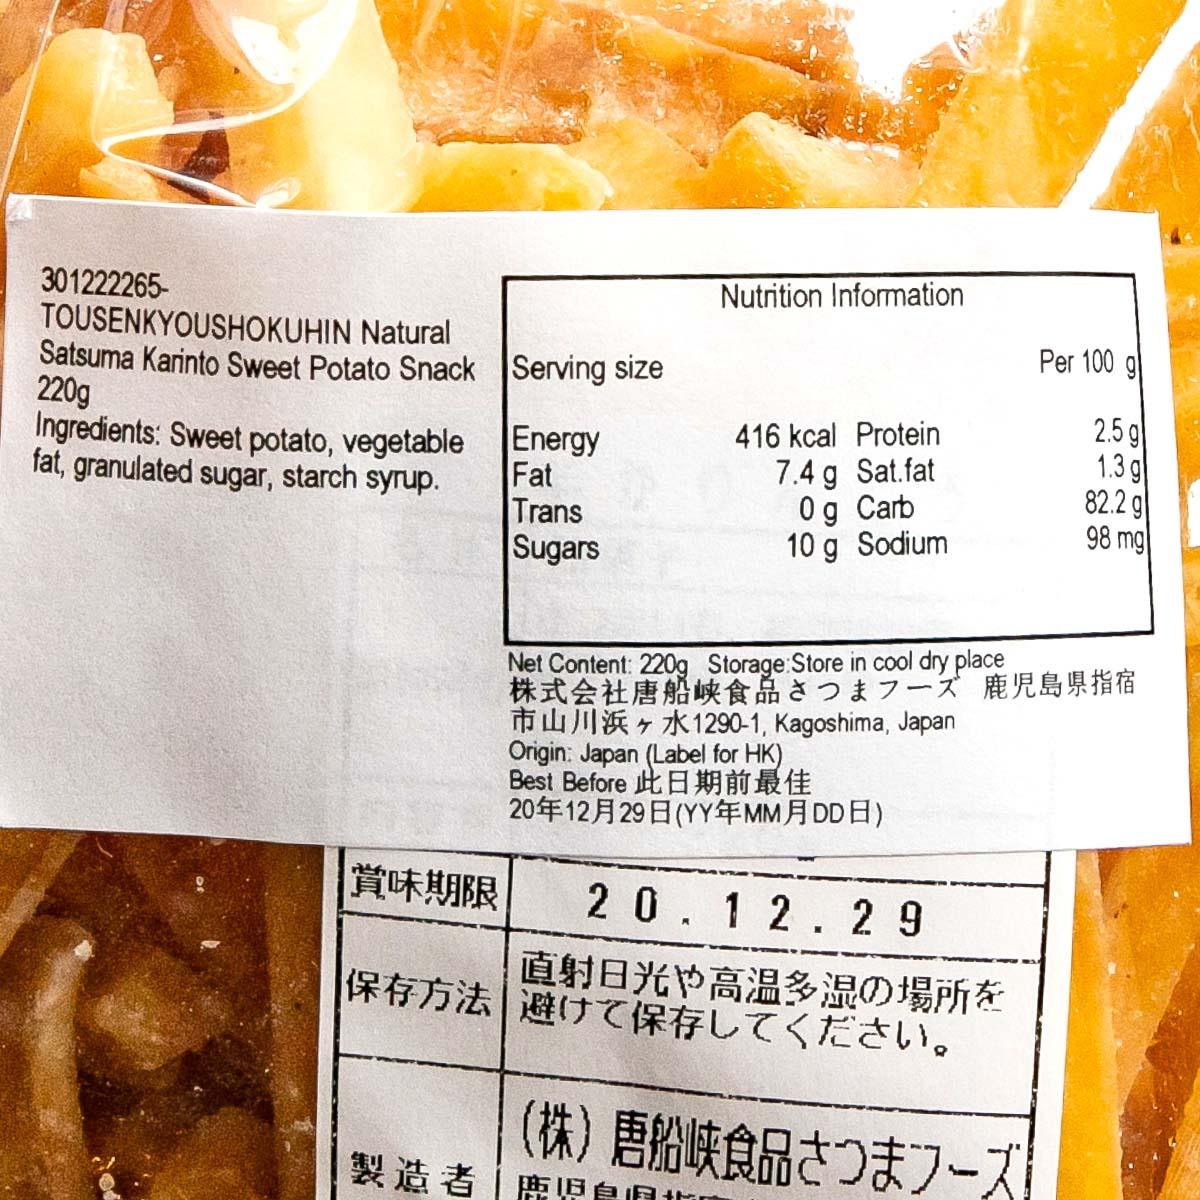 301222265-
TOUSENKYOUSHOKUHIN Natural
Satsuma Karinto Sweet Potato Snack
220g
Ingredients: Sweet potato, vegetable
fat, granulated sugar, starch syrup.
Nutrition Information
Serving size Per 100 g
Energy 416 kcal Protein 2.5 g
Fat 7.4 g Sat.fat 1.3 g
Trans 0 g Carb 82.2 g
Sugars 10 g Sodium 98 mg
Net Content: 220g Storage:Store in cool dry place
株式会社唐船峡食品さつまフーズ 鹿児島県指宿
市山川浜ヶ水1290-1, Kagoshima, Japan
Origin: Japan (Label for HK)
Best Before 此日期前最佳
20年12月29日(YY年MM月DD日)
賞味期限 20.12.29
保存方法 直射日光や高温多湿の場所を
避けて保存してください。
製造者 (株)唐船峡食品さつまフーズ